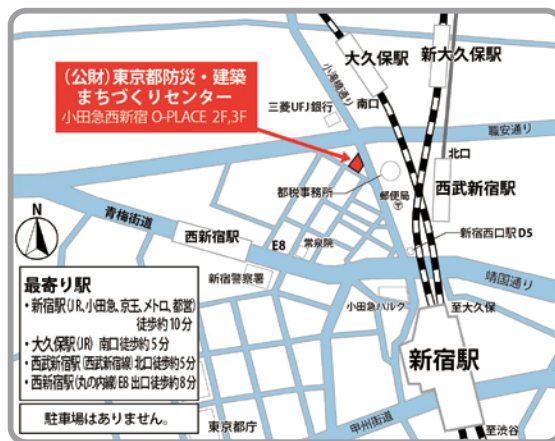 (公財)東京都防災・建築
まちづくりセンター
小田急西新宿 O-PLACE 2F,3F
大久保駅
新大久保駅
南口
小滝橋通り
三菱UFJ銀行
職安通り
北口
西武新宿駅
都税事務所
郵便局
N
青梅街道
西新宿駅
E8
常泉院
新宿西口駅D5
新宿警察署
靖国通り
小田急ハルク
至大久保
最寄り駅
・新宿駅(JR、小田急、京王、メトロ、都営)
徒歩約10分
・大久保駅(JR) 南口徒歩約5分
・西武新宿駅(西武新宿線)北口徒歩約5分
・西新宿駅(丸の内線)E8出口徒歩約8分
新宿駅
駐車場はありません。
東京都庁
甲州街道
至渋谷